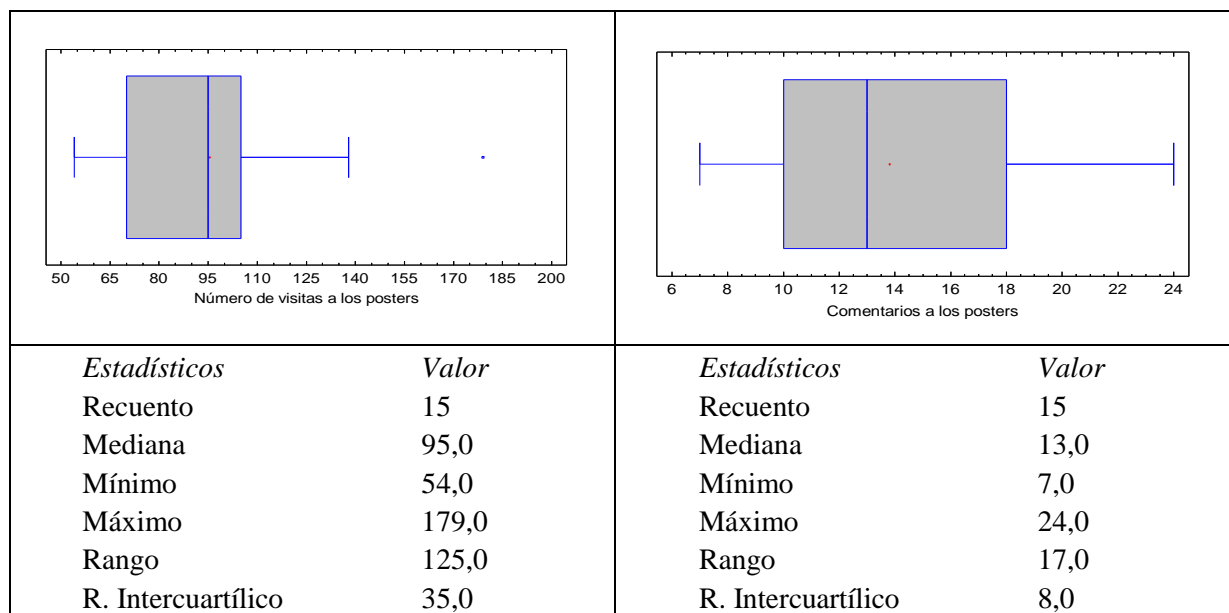 50 65 80 95 110 125 140 155 170 185 200
Número de visitas a los posters
6 8 10 12 14 16 18 20 22 24
Comentarios a los posters
Estadísticos Valor
Recuento 15
Mediana 95,0
Mínimo 54,0
Máximo 179,0
Rango 125,0
R. Intercuartílico 35,0
Estadísticos Valor
Recuento 15
Mediana 13,0
Mínimo 7,0
Máximo 24,0
Rango 17,0
R. Intercuartílico 8,0